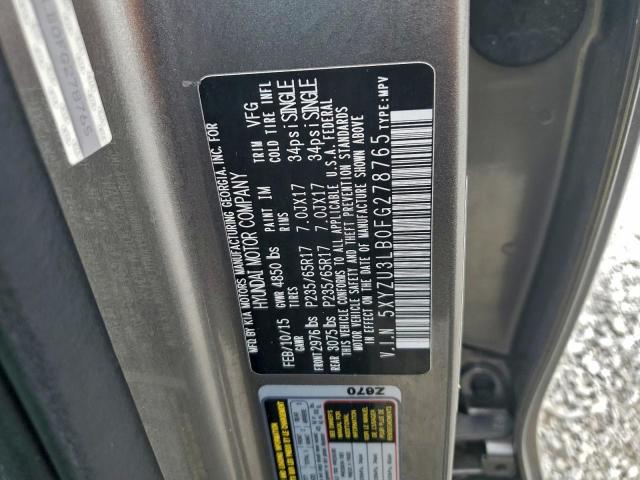 MFG. BY KIA MOTORS MANUFACTURING GEORGIA, INC. FOR
HYUNDAI MOTOR COMPANY
FEB/10/15 GVWR 4850 lbs PAINT IM TRIM VFG
GAWR TIRES RIMS COLD TIRE INFL
FRONT 2976 lbs P235/65R17 7.0JX17 34psi SINGLE
REAR 3075 lbs P235/65R17 7.0JX17 34psi SINGLE
THIS VEHICLE CONFORMS TO ALL APPLICABLE U.S.A. FEDERAL
MOTOR VEHICLE SAFETY AND THEFT PREVENTION STANDARDS
IN EFFECT ON THE DATE OF MANUFACTURE SHOWN ABOVE.
V.I.N 5XYZU3LB0FG278765 TYPE:MPV
Z670